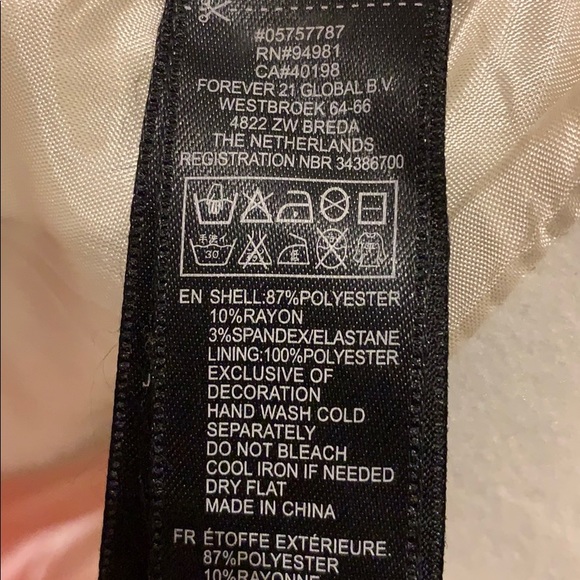 #05757787
RN#94981
CA#40198
FOREVER 21 GLOBAL B.V.
WESTBROEK 64-66
4822 ZW BREDA
THE NETHERLANDS
REGISTRATION NBR 34386700
30
EN SHELL:87%POLYESTER
10%RAYON
3%SPANDEX/ELASTANE
LINING:100%POLYESTER
EXCLUSIVE OF
DECORATION
HAND WASH COLD
SEPARATELY
DO NOT BLEACH
COOL IRON IF NEEDED
DRY FLAT
MADE IN CHINA
FR ÉTOFFE EXTÉRIEURE.
87%POLYESTER
10%RAYONNE